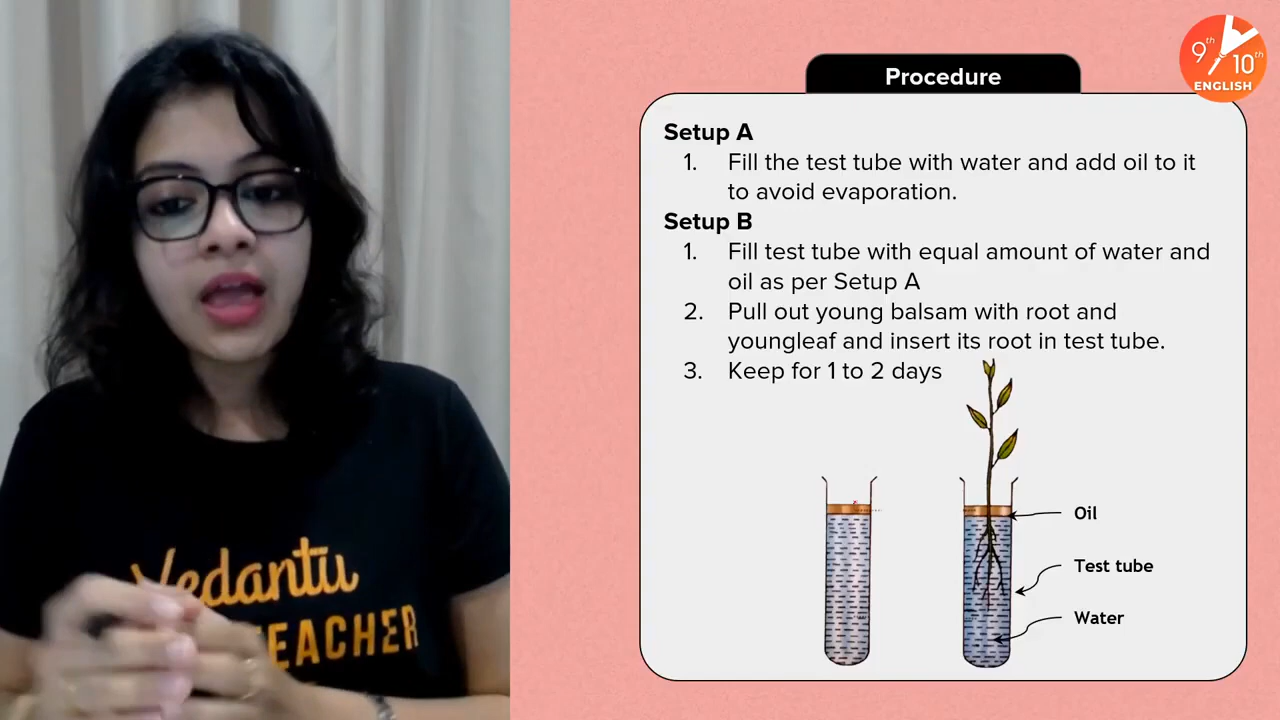 9th
10th
ENGLISH
Procedure
Setup A
1. Fill the test tube with water and add oil to it
to avoid evaporation.
Setup B
1. Fill test tube with equal amount of water and
oil as per Setup A
2. Pull out young balsam with root and
youngleaf and insert its root in test tube.
3. Keep for 1 to 2 days
Oil
Test tube
Water
Vedantu
TEACHER